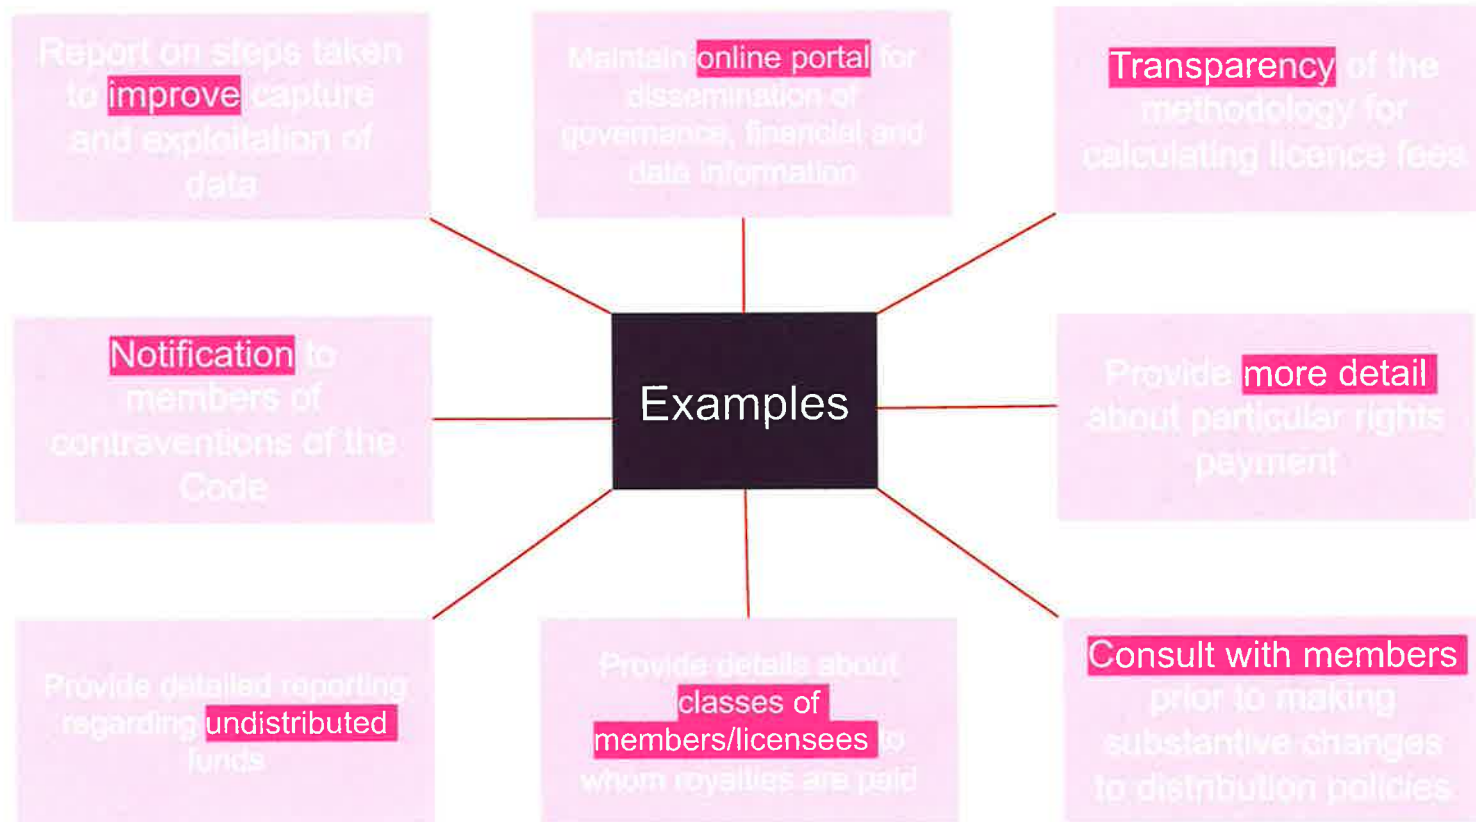 Report on steps taken
to improve capture
and exploitation of
data
Maintain online portal for
dissemination of
governance, financial and
data information
Transparency of the
methodology for
calculating licence fees
Notification to
members of
contraventions of the
Code
Examples
Provide more detail
about particular rights
payment
Provide detailed reporting
regarding undistributed
funds
Provide details about
classes of
members/licensees to
whom royalties are paid
Consult with members
prior to making
substantive changes
to distribution policies